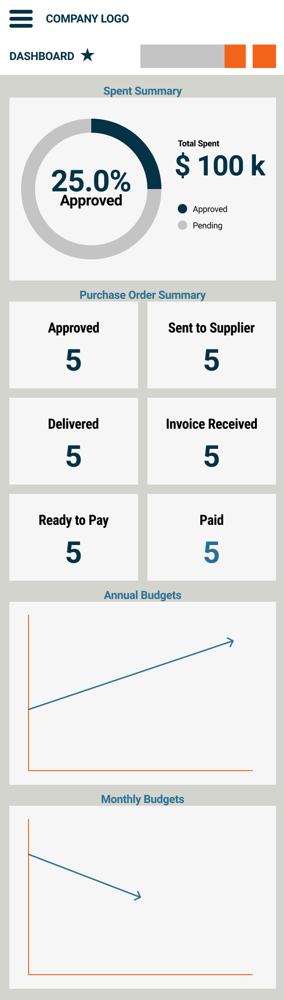 COMPANY LOGO
DASHBOARD
Spent Summary
25.0%
Approved
Total Spent
$ 100 k
Approved
Pending
Purchase Order Summary
Approved
5
Sent to Supplier
5
Delivered
5
Invoice Received
5
Ready to Pay
5
Paid
5
Annual Budgets
Monthly Budgets